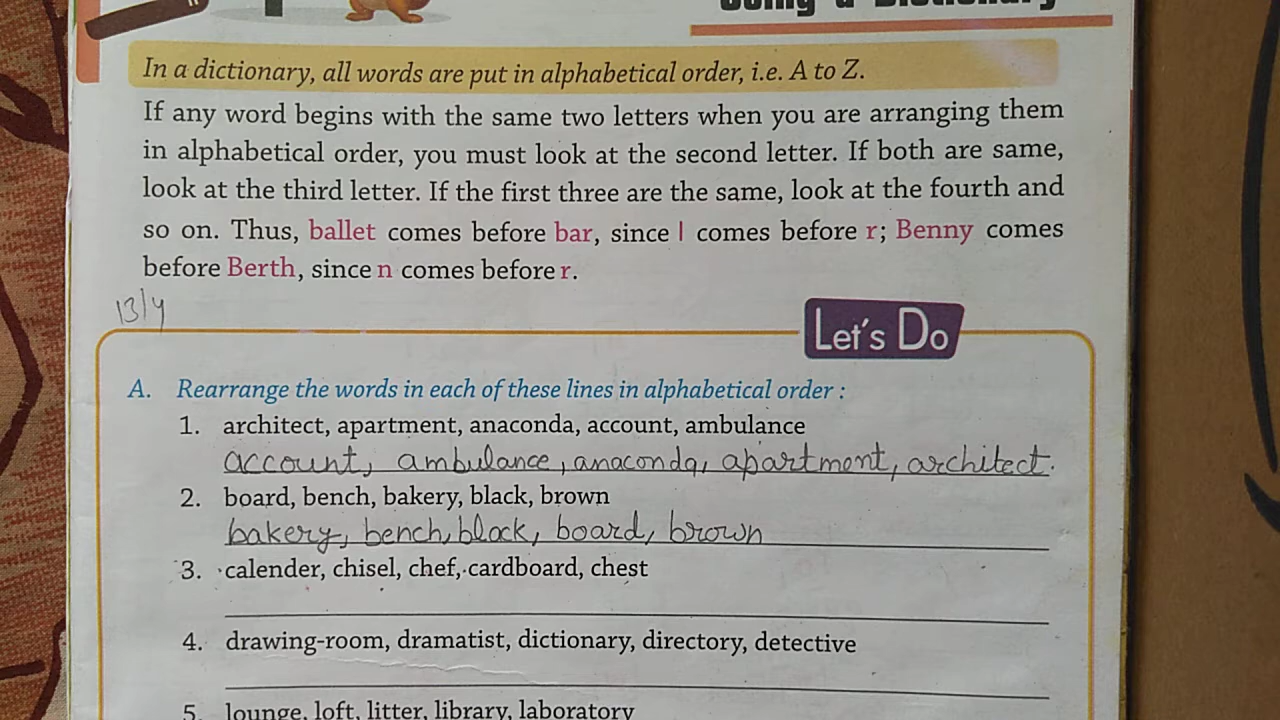 Using a Dictionary
In a dictionary, all words are put in alphabetical order, i.e. A to Z.
If any word begins with the same two letters when you are arranging them
in alphabetical order, you must look at the second letter. If both are same,
look at the third letter. If the first three are the same, look at the fourth and
so on. Thus, ballet comes before bar, since l comes before r; Benny comes
before Berth, since n comes before r.
13/4
Let's Do
A. Rearrange the words in each of these lines in alphabetical order :
1. architect, apartment, anaconda, account, ambulance
account, ambulance, anaconda, apartment, architect.
2. board, bench, bakery, black, brown
bakery, bench, black, board, brown
3. calender, chisel, chef, cardboard, chest
4. drawing-room, dramatist, dictionary, directory, detective
5. lounge, loft, litter, library, laboratory